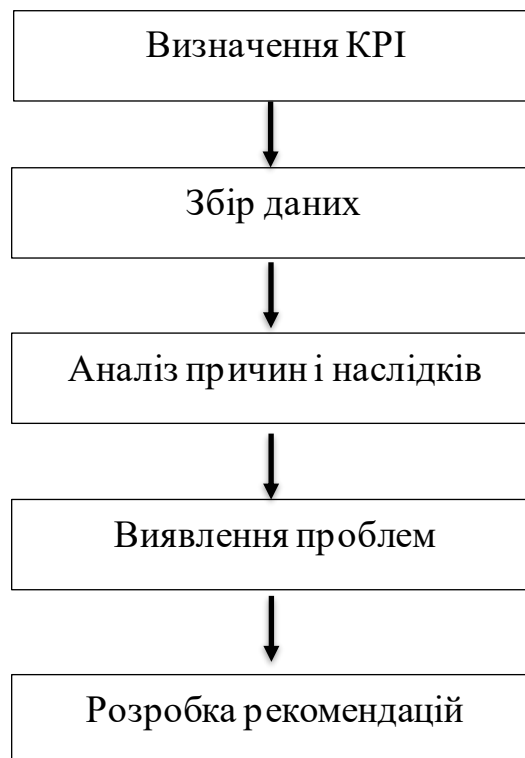 Визначення КРІ
Збір даних
Аналіз причин і наслідків
Виявлення проблем
Розробка рекомендацій